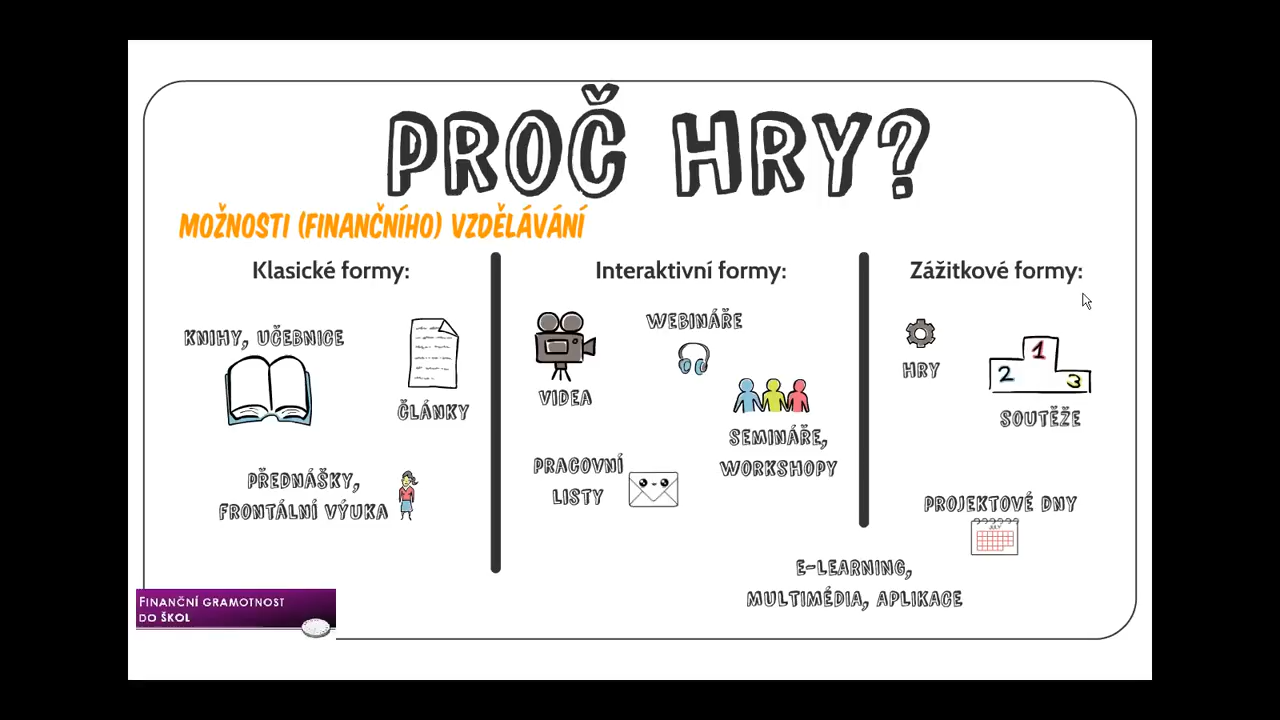 PROČ HRY?
MOŽNOSTI (FINANČNÍHO) VZDĚLÁVÁNÍ
Klasické formy:
KNIHY, UČEBNICE
ČLÁNKY
PŘEDNÁŠKY,
FRONTÁLNÍ VÝUKA
Interaktivní formy:
WEBINÁŘE
VIDEA
SEMINÁŘE,
WORKSHOPY
PRACOVNÍ
LISTY
Zážitkové formy:
HRY
1
2
3
SOUTĚŽE
PROJEKTOVÉ DNY
JULY
E-LEARNING,
MULTIMÉDIA, APLIKACE
FINANČNÍ GRAMOTNOST
DO ŠKOL